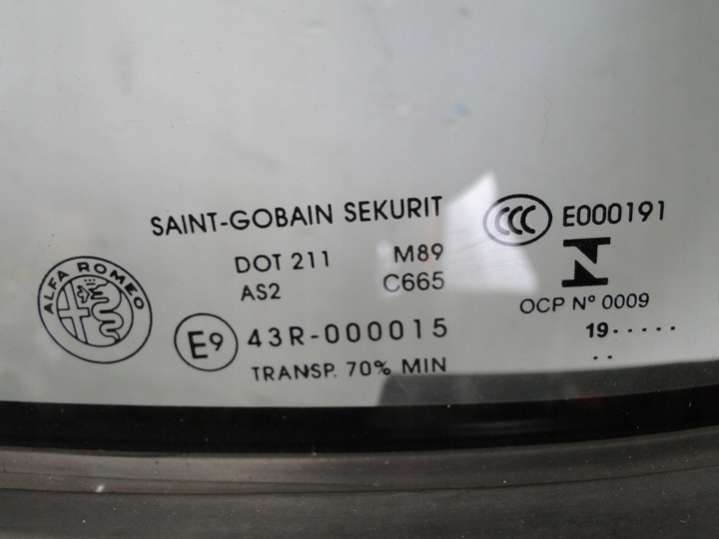 SAINT-GOBAIN SEKURIT
CCC E000191
DOT 211 M89
AS2 C665
ALFA ROMEO
OCP Nº 0009
E9 43R-000015
19.....
..
TRANSP. 70% MIN